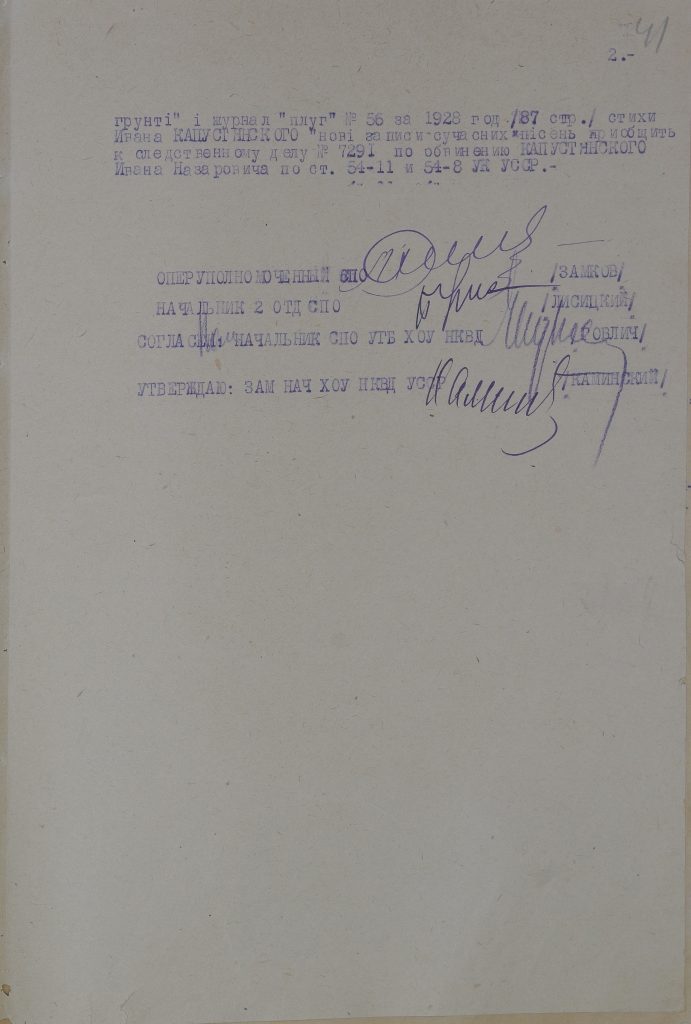 41
2.-
грунті" і журнал "плуг" № 56 за 1928 год /87 стр./ стихи
Ивана КАПУСТЯНСКОГО "нові записи сучасних пісень приобщить
к следственному делу № 7291 по обвинению КАПУСТЯНСКОГО
Ивана Назаровича по ст. 54-11 и 54-8 УК УССР.-
ОПЕРУПОЛНОМОЧЕННЫЙ СПО /ЗАМКОВ/
НАЧАЛЬНИК 2 ОТД СПО /ЛИСИЦКИЙ/
НАЧАЛЬНИК СПО УГБ ХОУ НКВД
УТВЕРЖДАЮ: ЗАМ НАЧ ХОУ НКВД УССР /КАМИНСКИЙ/